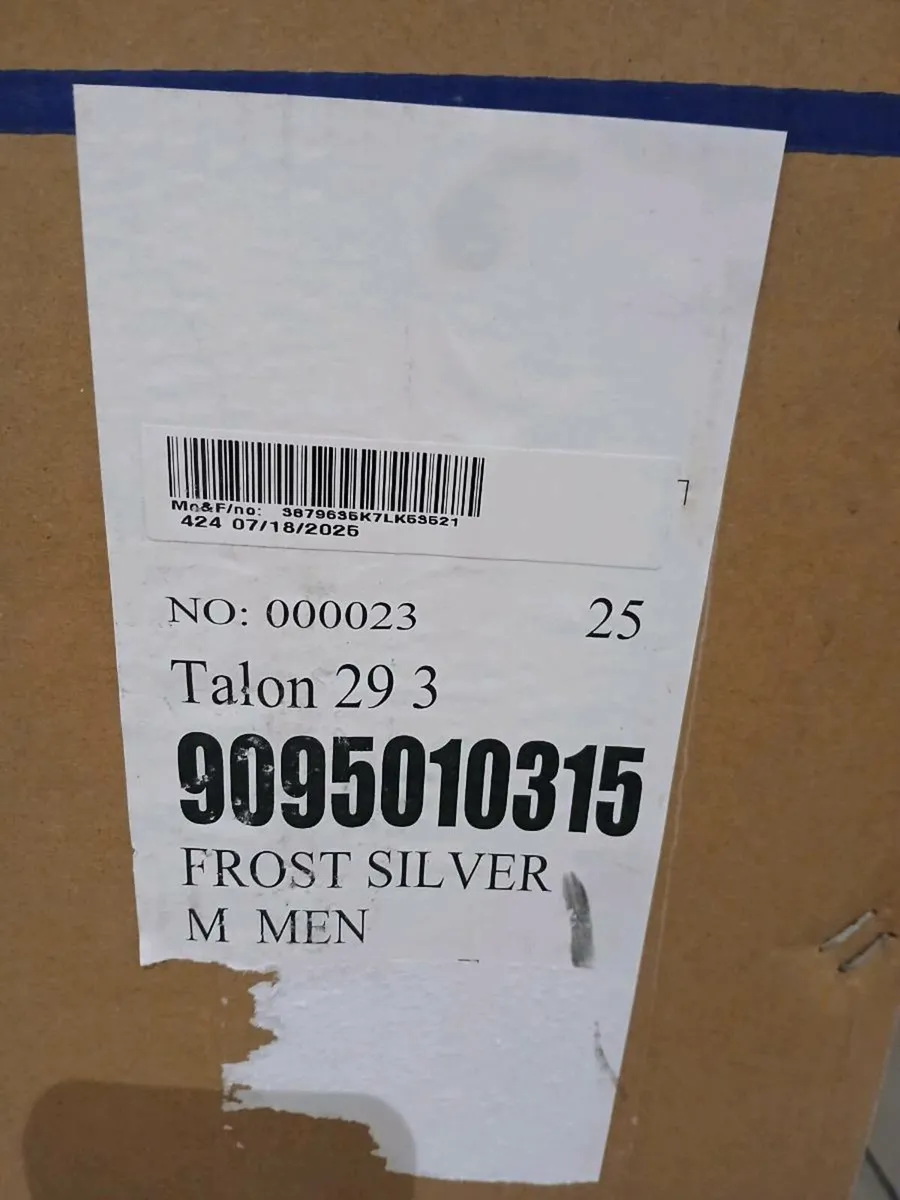 Mo&F/no: 3879635K7LK53521
424 07/18/2025
NO: 000023 25
Talon 29 3
9095010315
FROST SILVER
M MEN